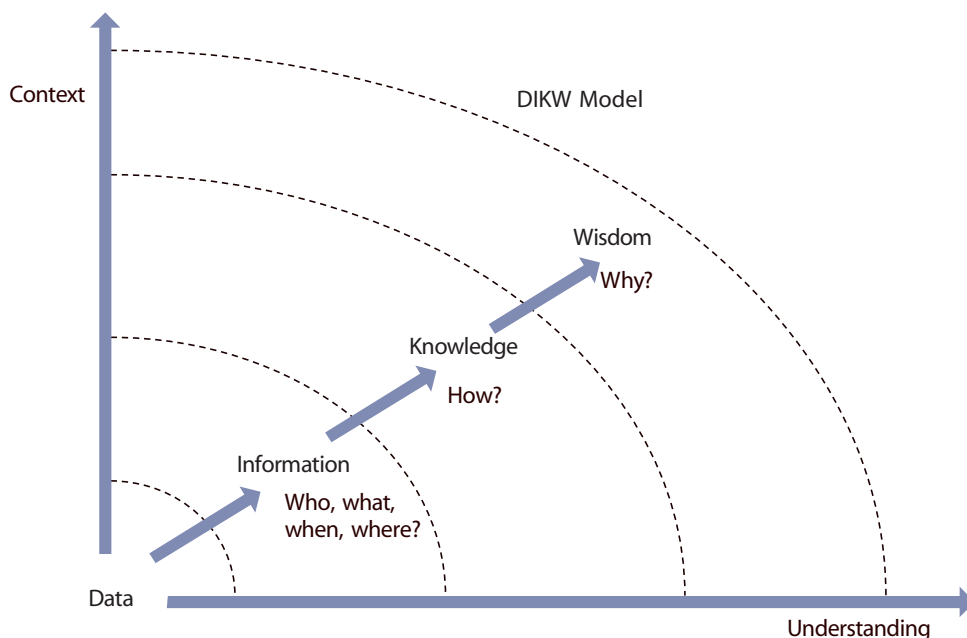 DIKW Model
Context
Wisdom
Why?
Knowledge
How?
Information
Who, what,
when, where?
Data
Understanding